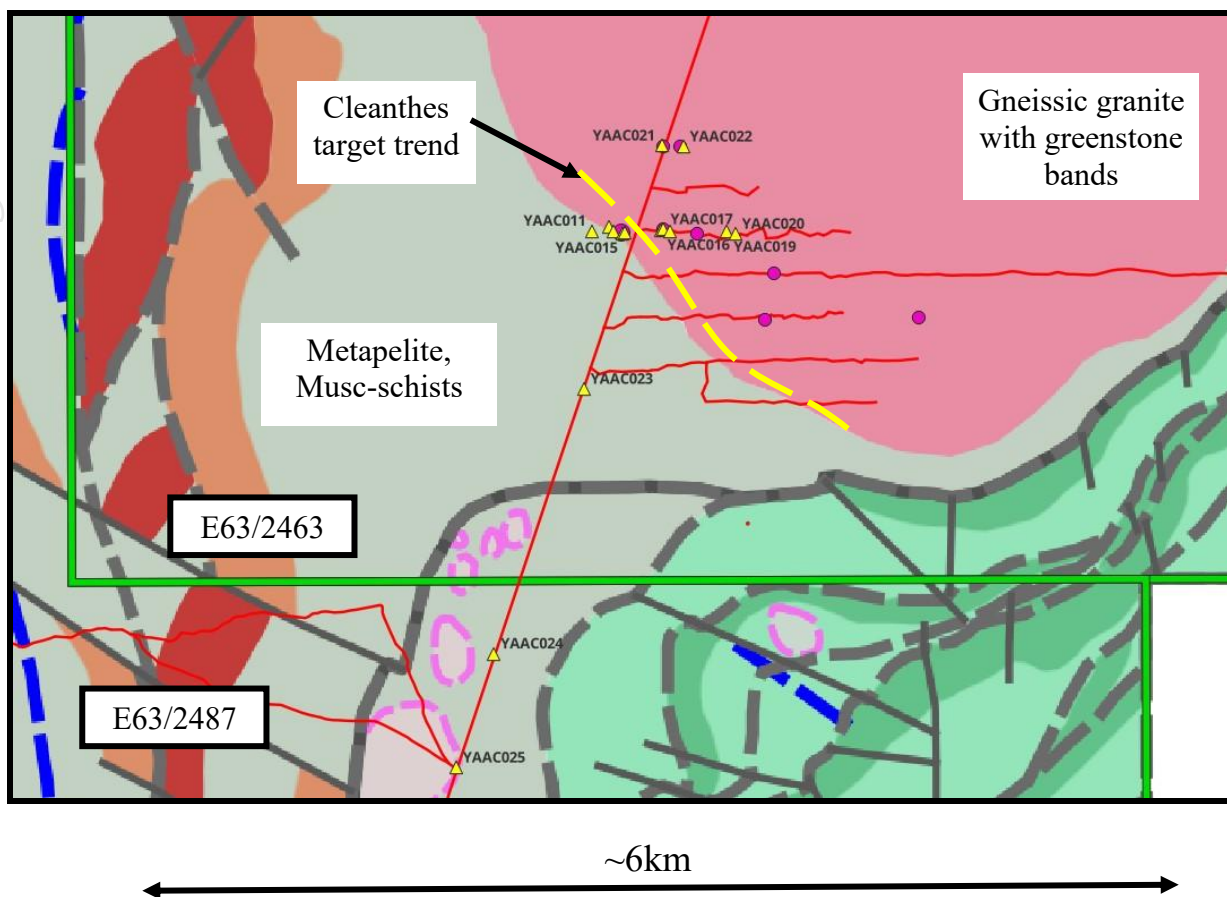 Cleanthes
target trend
Gneissic granite
with greenstone
bands
YAAC021
YAAC022
YAAC011
YAAC017
YAAC020
YAAC015
YAAC016
YAAC019
Metapelite,
Musc-schists
YAAC023
E63/2463
YAAC024
E63/2487
YAAC025
~6km